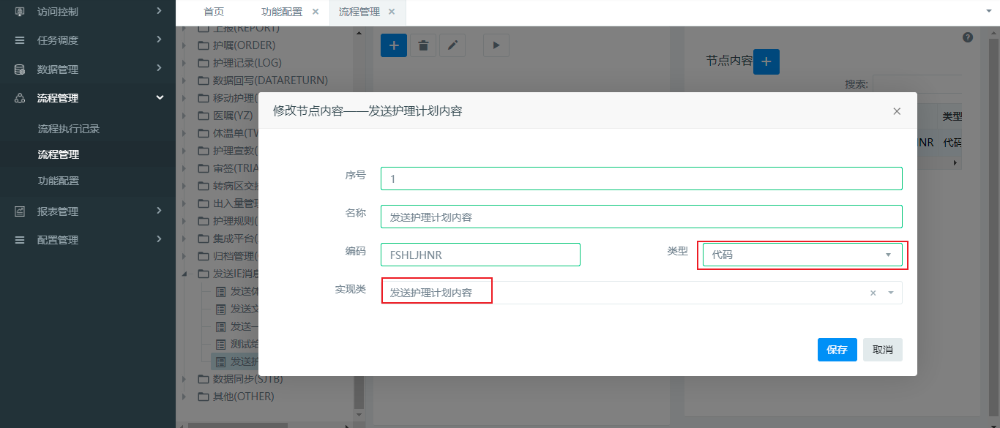 访问控制
任务调度
数据管理
流程管理
流程执行记录
流程管理
功能配置
报表管理
配置管理
首页
功能配置
流程管理
上报(REPORT)
护嘱(ORDER)
护理记录(LOG)
数据回写(DATARETURN)
移动护理(
医嘱(YZ)
体温单(TW
护理宣教(
审签(TRIA
转病区交接
出入量管理
护理规则(
集成平台(
归档管理(
发送IE消息
发送体
发送文
发送一
测试给
发送护
数据同步(SJTB)
其他(OTHER)
节点内容
搜索:
类型
NR 代码
修改节点内容——发送护理计划内容
序号 1
名称 发送护理计划内容
编码 FSHLJHNR 类型 代码
实现类 发送护理计划内容
保存 取消